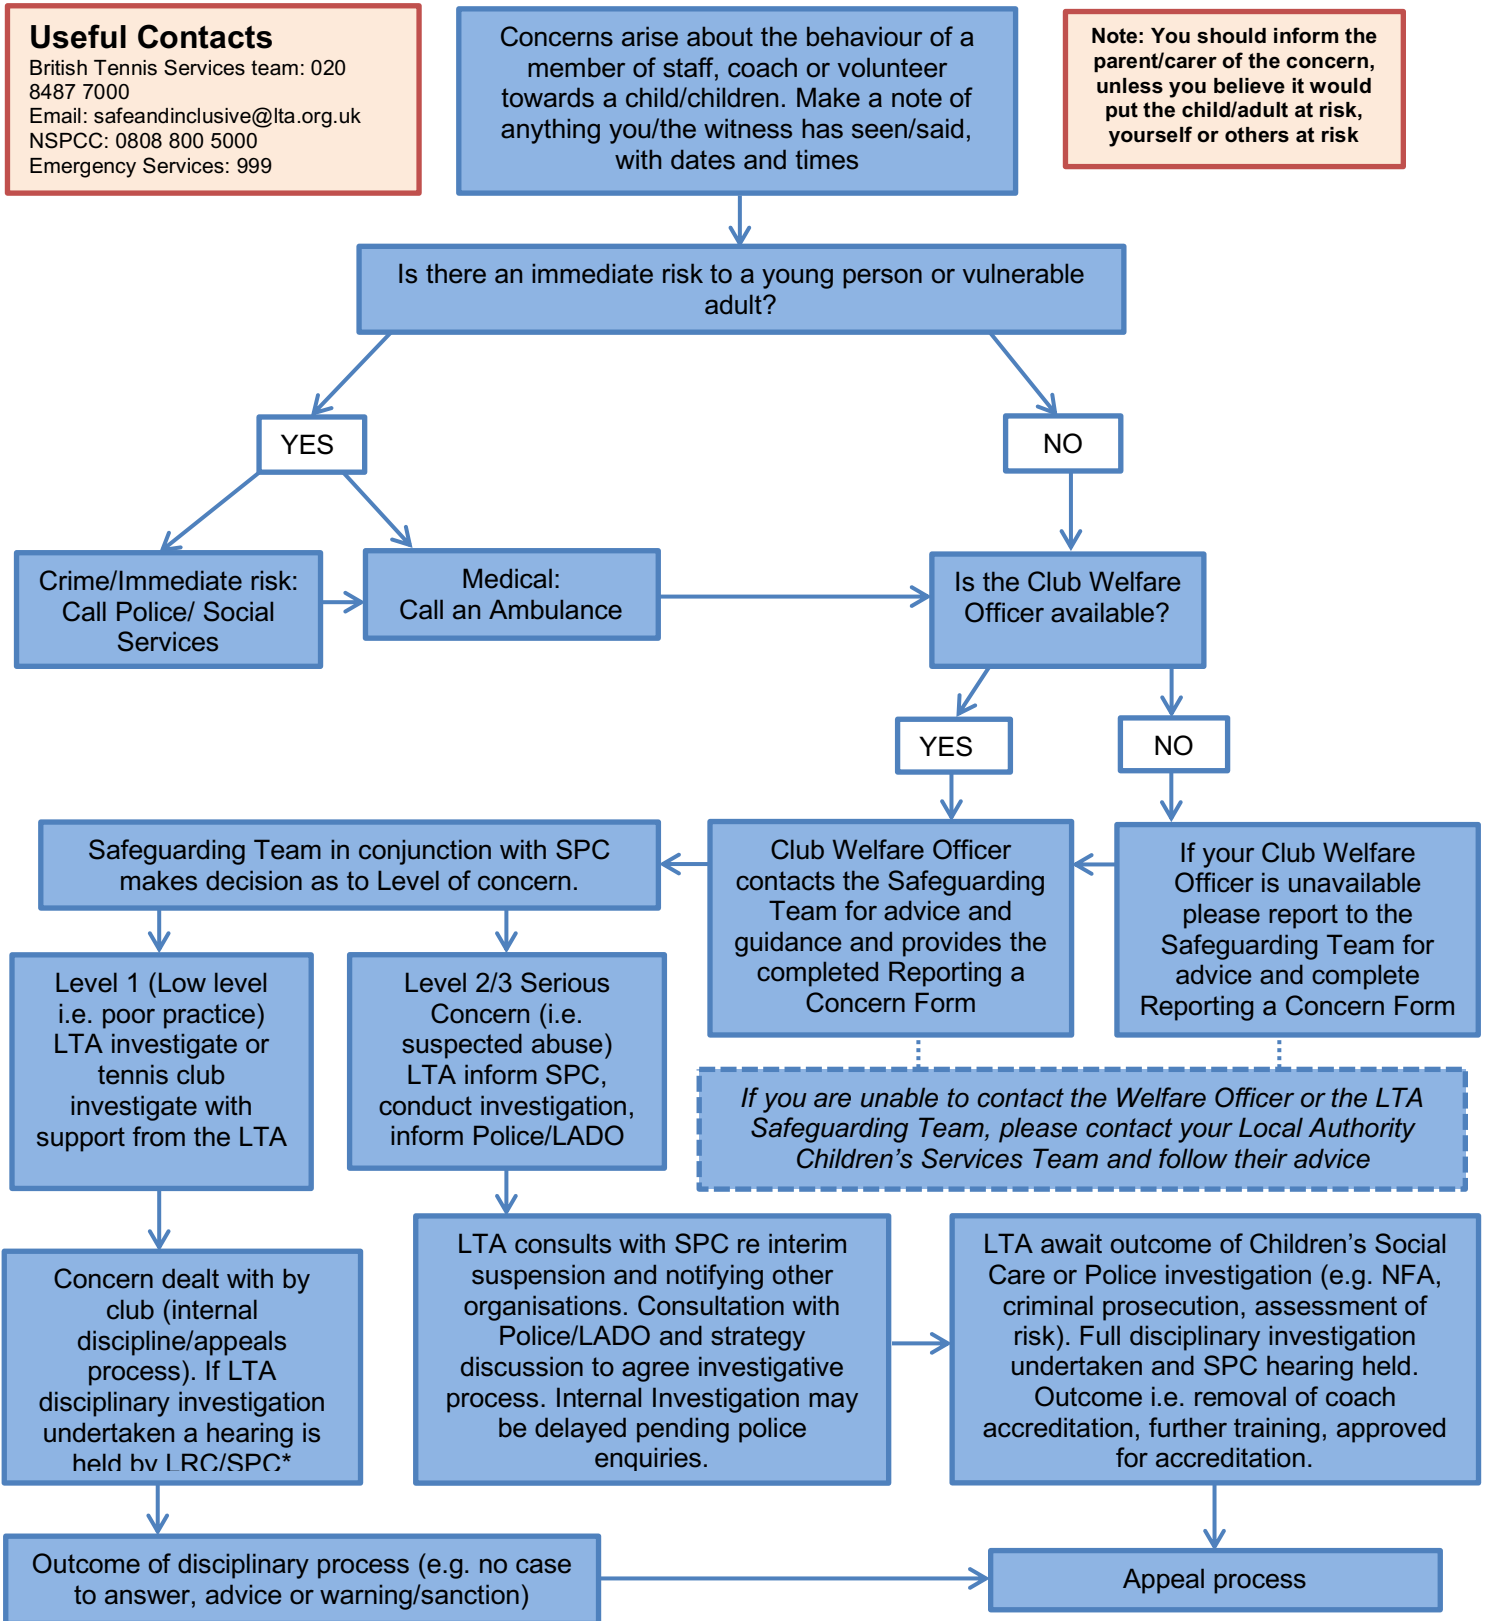 Useful Contacts
British Tennis Services team: 020
8487 7000
Email: safeandinclusive@lta.org.uk
NSPCC: 0808 800 5000
Emergency Services: 999
Concerns arise about the behaviour of a
member of staff, coach or volunteer
towards a child/children. Make a note of
anything you/the witness has seen/said,
with dates and times
Note: You should inform the
parent/carer of the concern,
unless you believe it would
put the child/adult at risk,
yourself or others at risk
Is there an immediate risk to a young person or vulnerable
adult?
YES
NO
Crime/Immediate risk:
Call Police/ Social
Services
Medical:
Call an Ambulance
Is the Club Welfare
Officer available?
YES
NO
Safeguarding Team in conjunction with SPC
makes decision as to Level of concern.
Club Welfare Officer
contacts the Safeguarding
Team for advice and
guidance and provides the
completed Reporting a
Concern Form
If your Club Welfare
Officer is unavailable
please report to the
Safeguarding Team for
advice and complete
Reporting a Concern Form
Level 1 (Low level
i.e. poor practice)
LTA investigate or
tennis club
investigate with
support from the LTA
Level 2/3 Serious
Concern (i.e.
suspected abuse)
LTA inform SPC,
conduct investigation,
inform Police/LADO
If you are unable to contact the Welfare Officer or the LTA
Safeguarding Team, please contact your Local Authority
Children’s Services Team and follow their advice
Concern dealt with by
club (internal
discipline/appeals
process). If LTA
disciplinary investigation
undertaken a hearing is
held by LRC/SPC*
LTA consults with SPC re interim
suspension and notifying other
organisations. Consultation with
Police/LADO and strategy
discussion to agree investigative
process. Internal Investigation may
be delayed pending police
enquiries.
LTA await outcome of Children’s Social
Care or Police investigation (e.g. NFA,
criminal prosecution, assessment of
risk). Full disciplinary investigation
undertaken and SPC hearing held.
Outcome i.e. removal of coach
accreditation, further training, approved
for accreditation.
Outcome of disciplinary process (e.g. no case
to answer, advice or warning/sanction)
Appeal process